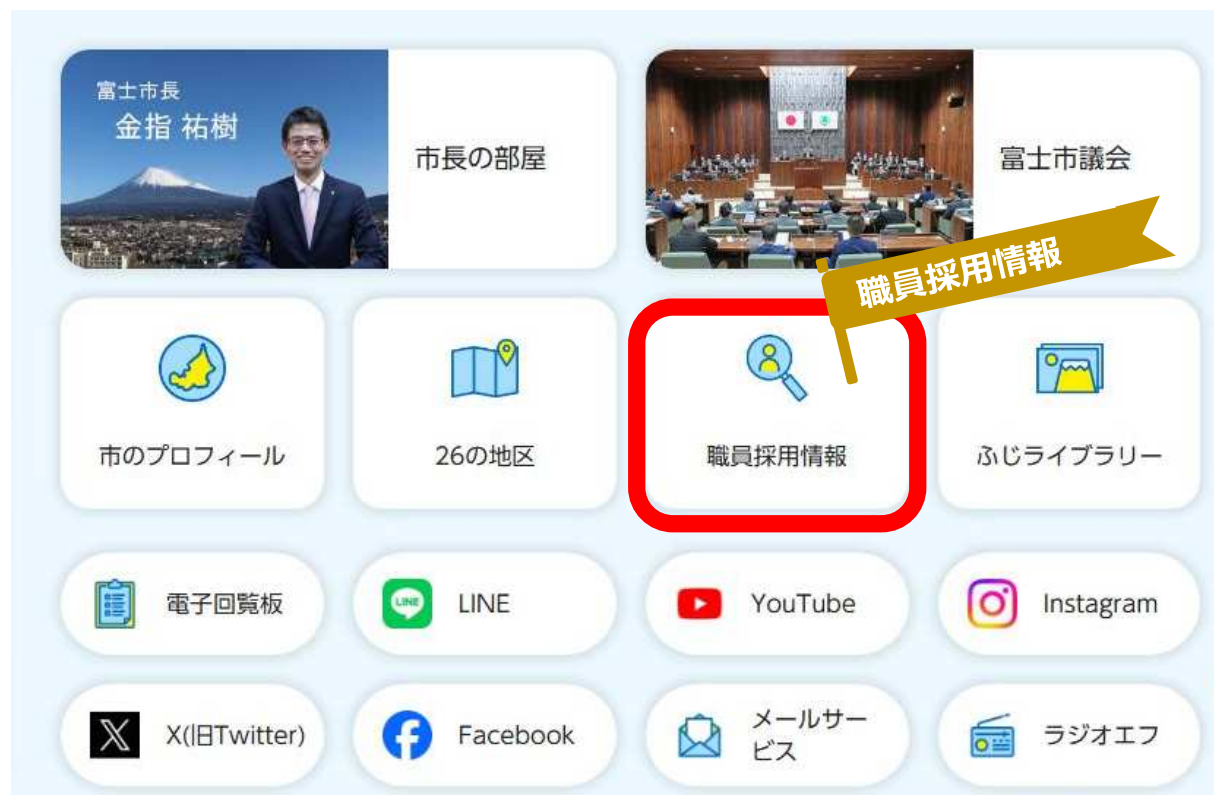 富士市長
金指 祐樹
市長の部屋
富士市議会
職員採用情報
市のプロフィール
26の地区
職員採用情報
ふじライブラリー
電子回覧板
LINE
LINE
YouTube
Instagram
X(旧Twitter)
Facebook
メールサー
ビス
ラジオエフ